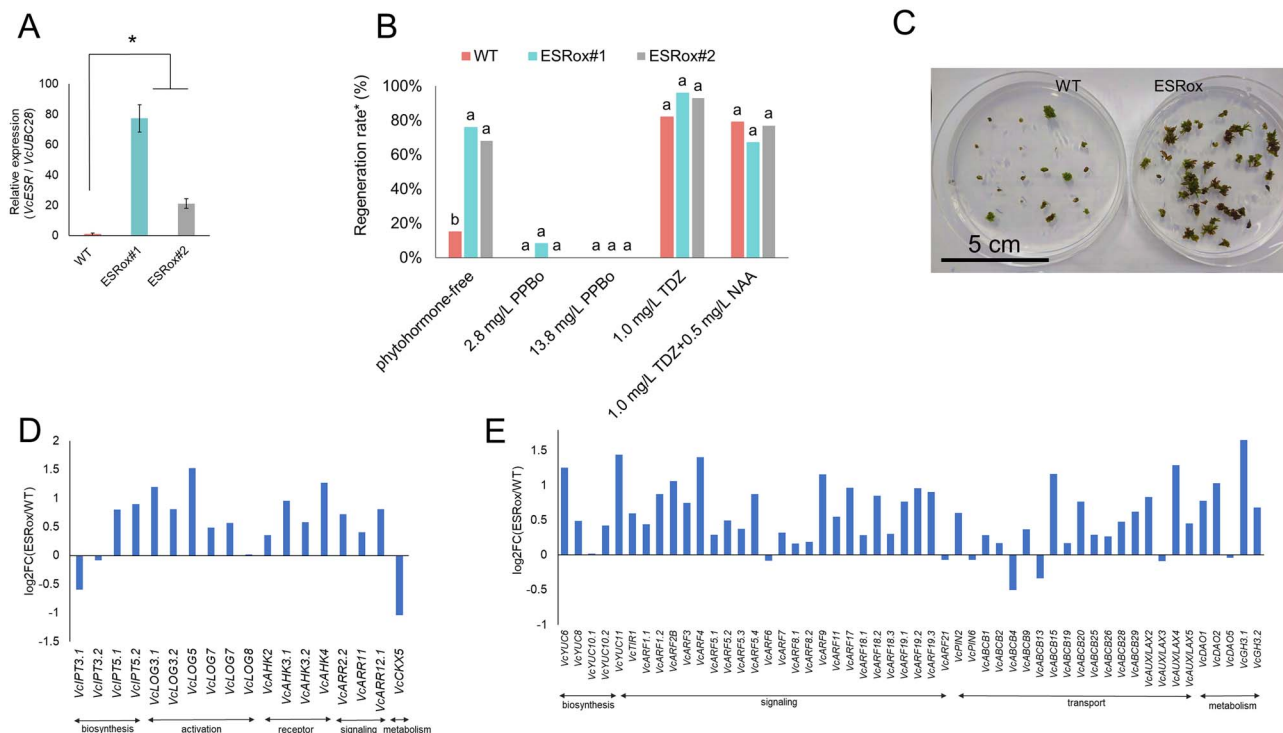 A
*
Relative expression
(VcESR / VcUBC28)
100
80
60
40
20
0
WT
ESRox#1
ESRox#2
B
WT
ESRox#1
ESRox#2
Regeneration rate* (%)
100%
80%
60%
40%
20%
0%
b
a
a
a
a
a
a
a
a
a
a
a
a
a
a
phytohormone-free
2.8 mg/L PPBo
13.8 mg/L PPBo
1.0 mg/L TDZ
1.0 mg/L TDZ+0.5 mg/L NAA
C
WT
ESRox
5 cm
D
log2FC(ESRox/WT)
2
1.5
1
0.5
0
-0.5
-1
-1.5
VcIPT3.1
VcIPT3.2
VcIPT5.1
VcIPT5.2
VcLOG3.1
VcLOG3.2
VcLOG5
VcLOG7
VcLOG7
VcLOG8
VcAHK2
VcAHK3.1
VcAHK3.2
VcAHK4
VcARR2.2
VcARR11
VcARR12.1
VcCKX5
biosynthesis
activation
receptor
signaling
metabolism
E
log2FC(ESRox/WT)
1.5
1
0.5
0
-0.5
-1
VcYUC6
VcYUC8
VcYUC10.1
VcYUC10.2
VcYUC11
VcTIR1
VcARF1.1
VcARF1.2
VcARF2B
VcARF3
VcARF4
VcARF5.1
VcARF5.2
VcARF5.3
VcARF5.4
VcARF6
VcARF7
VcARF8.1
VcARF8.2
VcARF9
VcARF11
VcARF17
VcARF18.1
VcARF18.2
VcARF18.3
VcARF19.1
VcARF19.2
VcARF19.3
VcARF21
VcPIN2
VcPIN6
VcABCB1
VcABCB2
VcABCB4
VcABCB9
VcABCB13
VcABCB15
VcABCB19
VcABCB20
VcABCB25
VcABCB26
VcABCB28
VcABCB29
VcAUX/LAX2
VcAUX/LAX3
VcAUX/LAX4
VcAUX/LAX5
VcDAO1
VcDAO2
VcDAO5
VcGH3.1
VcGH3.2
biosynthesis
signaling
transport
metabolism